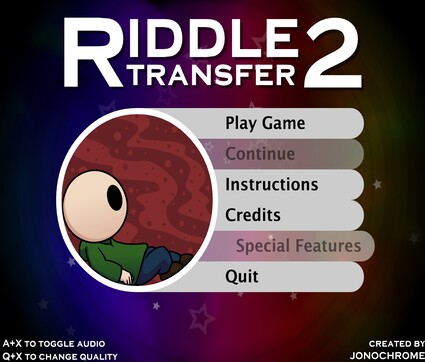 RIDDLE
TRANSFER 2
Play Game
Continue
Instructions
Credits
Special Features
Quit
A+X TO TOGGLE AUDIO
Q+X TO CHANGE QUALITY
CREATED BY
JONOCHROME